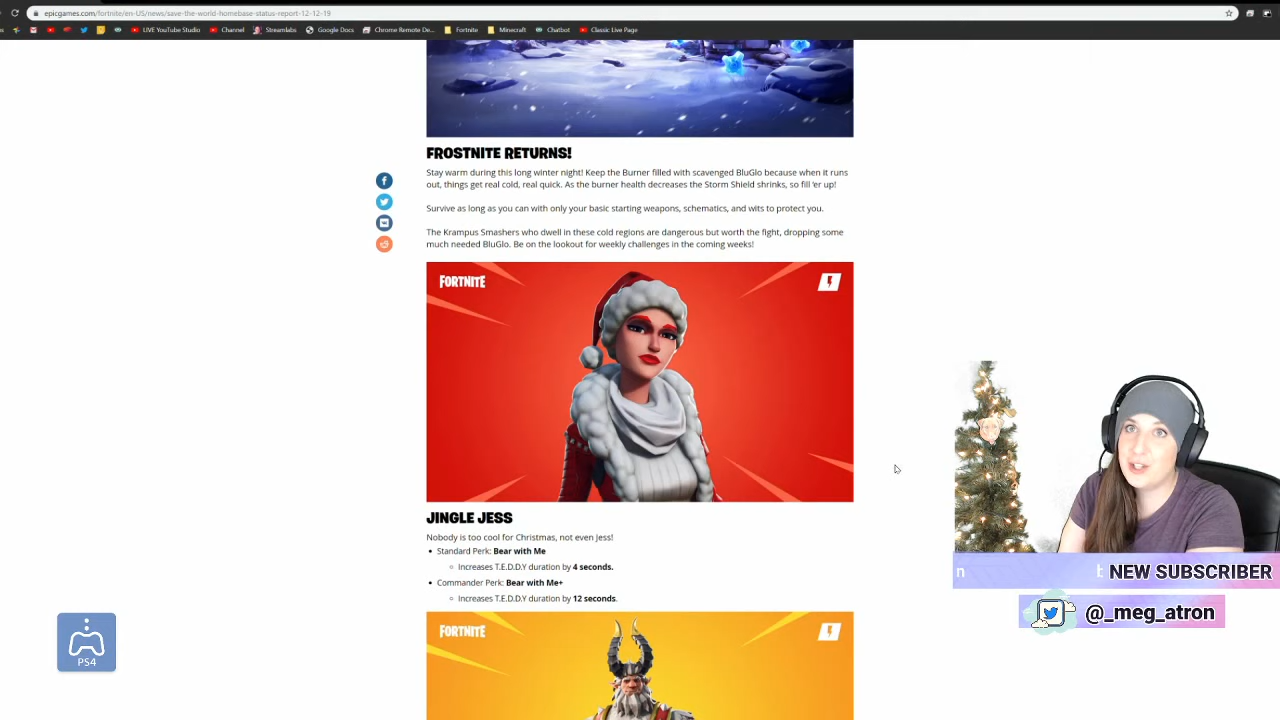 epicgames.com/fortnite/en-US/news/save-the-world-homebase-status-report-12-12-19
LIVE YouTube Studio
Channel
Streamlabs
Google Docs
Chrome Remote De...
Fortnite
Minecraft
Chatbot
Classic Live Page
FROSTNITE RETURNS!
Stay warm during this long winter night! Keep the Burner filled with scavenged BluGlo because when it runs
out, things get real cold, real quick. As the burner health decreases the Storm Shield shrinks, so fill 'er up!
Survive as long as you can with only your basic starting weapons, schematics, and wits to protect you.
The Krampus Smashers who dwell in these cold regions are dangerous but worth the fight, dropping some
much needed BluGlo. Be on the lookout for weekly challenges in the coming weeks!
FORTNITE
JINGLE JESS
Nobody is too cool for Christmas, not even Jess!
• Standard Perk: Bear with Me
Increases T.E.D.D.Y duration by 4 seconds.
• Commander Perk: Bear with Me+
Increases T.E.D.D.Y duration by 12 seconds.
FORTNITE
PS4
NEW SUBSCRIBER
@_meg_atron